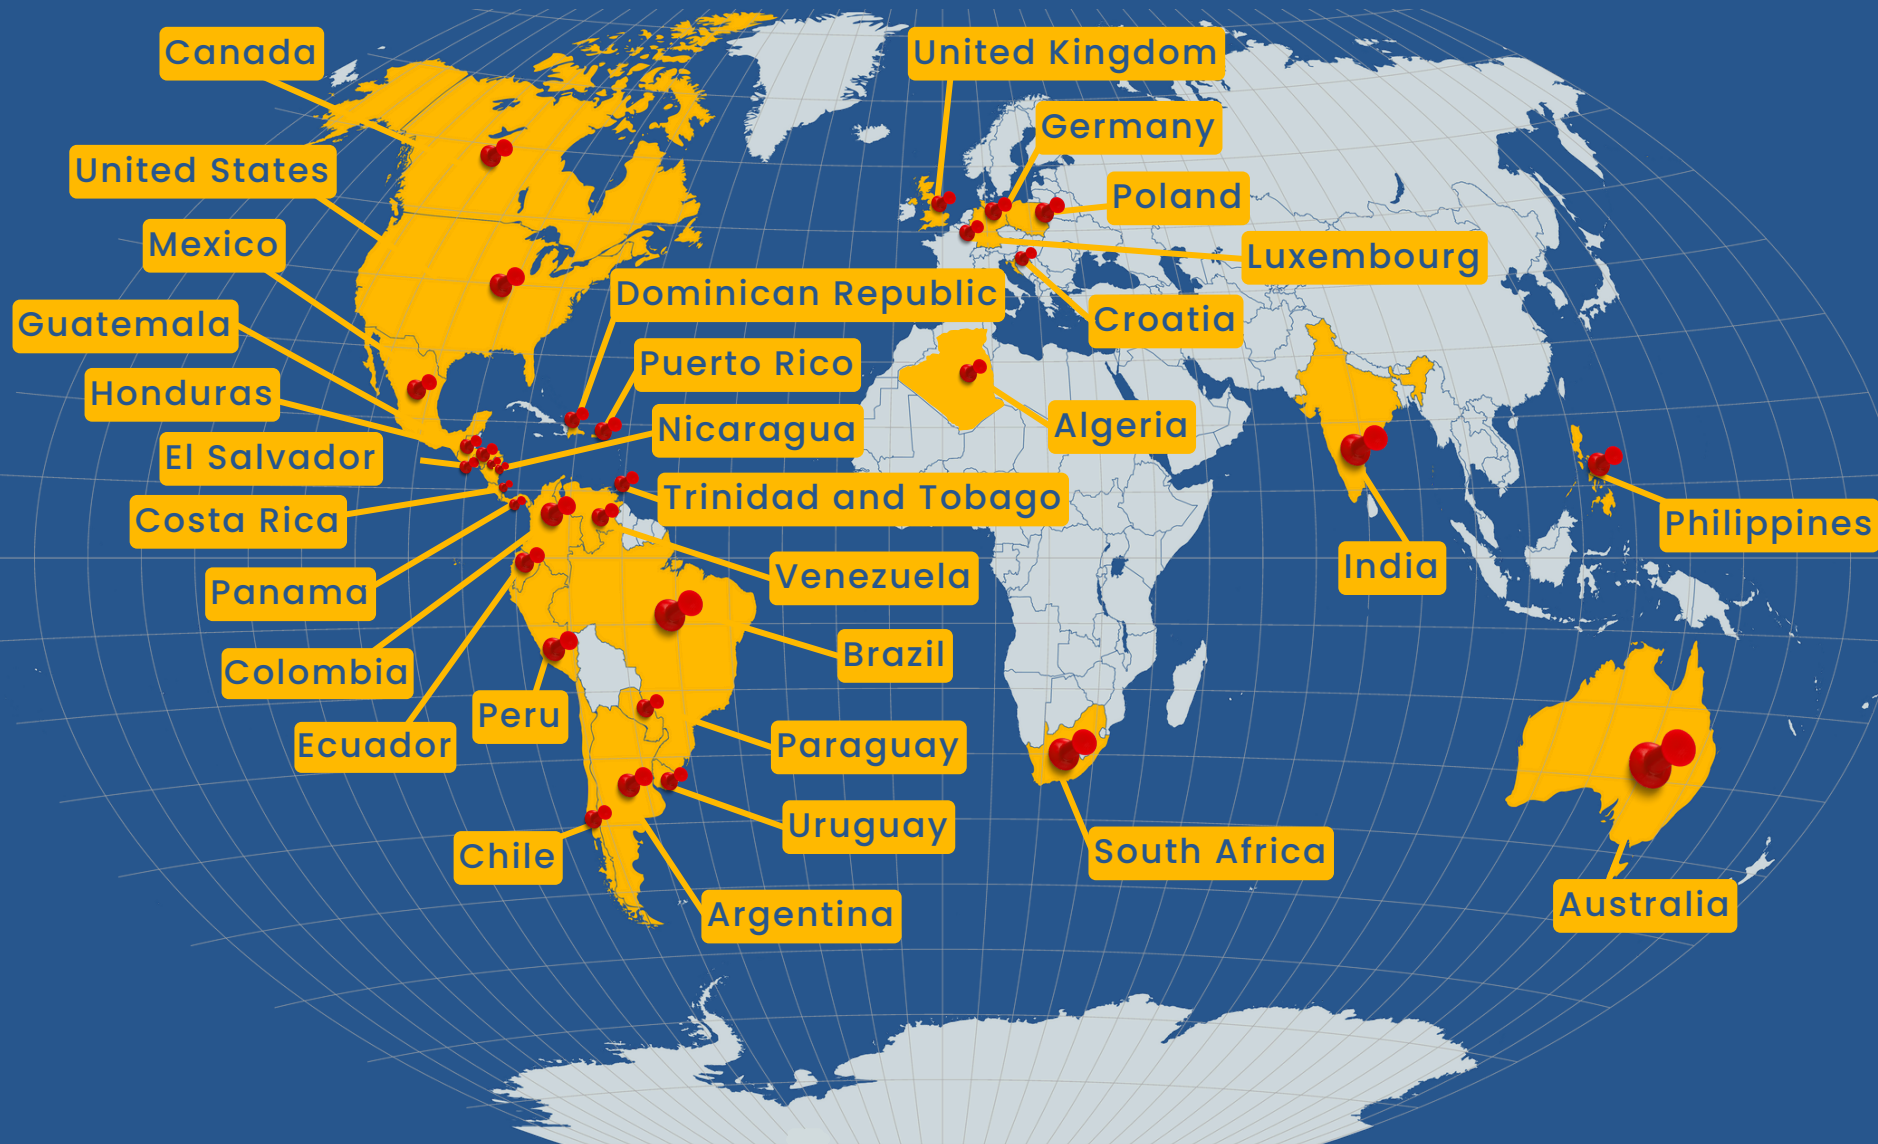 Canada
United Kingdom
Germany
United States
Poland
Mexico
Luxembourg
Dominican Republic
Guatemala
Croatia
Puerto Rico
Honduras
Nicaragua
Algeria
El Salvador
Trinidad and Tobago
Costa Rica
Philippines
India
Venezuela
Panama
Brazil
Colombia
Peru
Ecuador
Paraguay
Uruguay
South Africa
Chile
Australia
Argentina